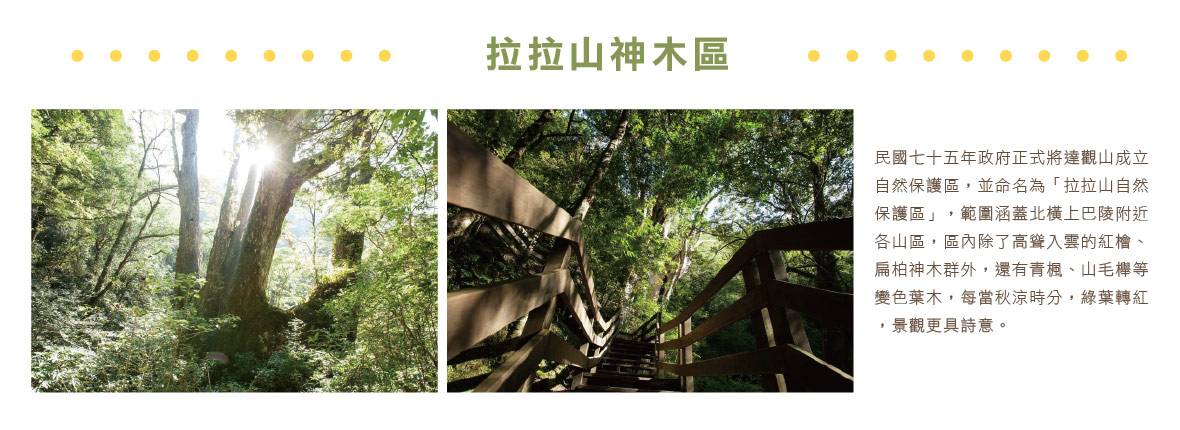 拉拉山神木區
民國七十五年政府正式將達觀山成立
自然保護區，並命名為「拉拉山自然
保護區」，範圍涵蓋北橫上巴陵附近
各山區，區內除了高聳入雲的紅檜、
扁柏神木群外，還有青楓、山毛櫸等
變色葉木，每當秋涼時分，綠葉轉紅
，景觀更具詩意。